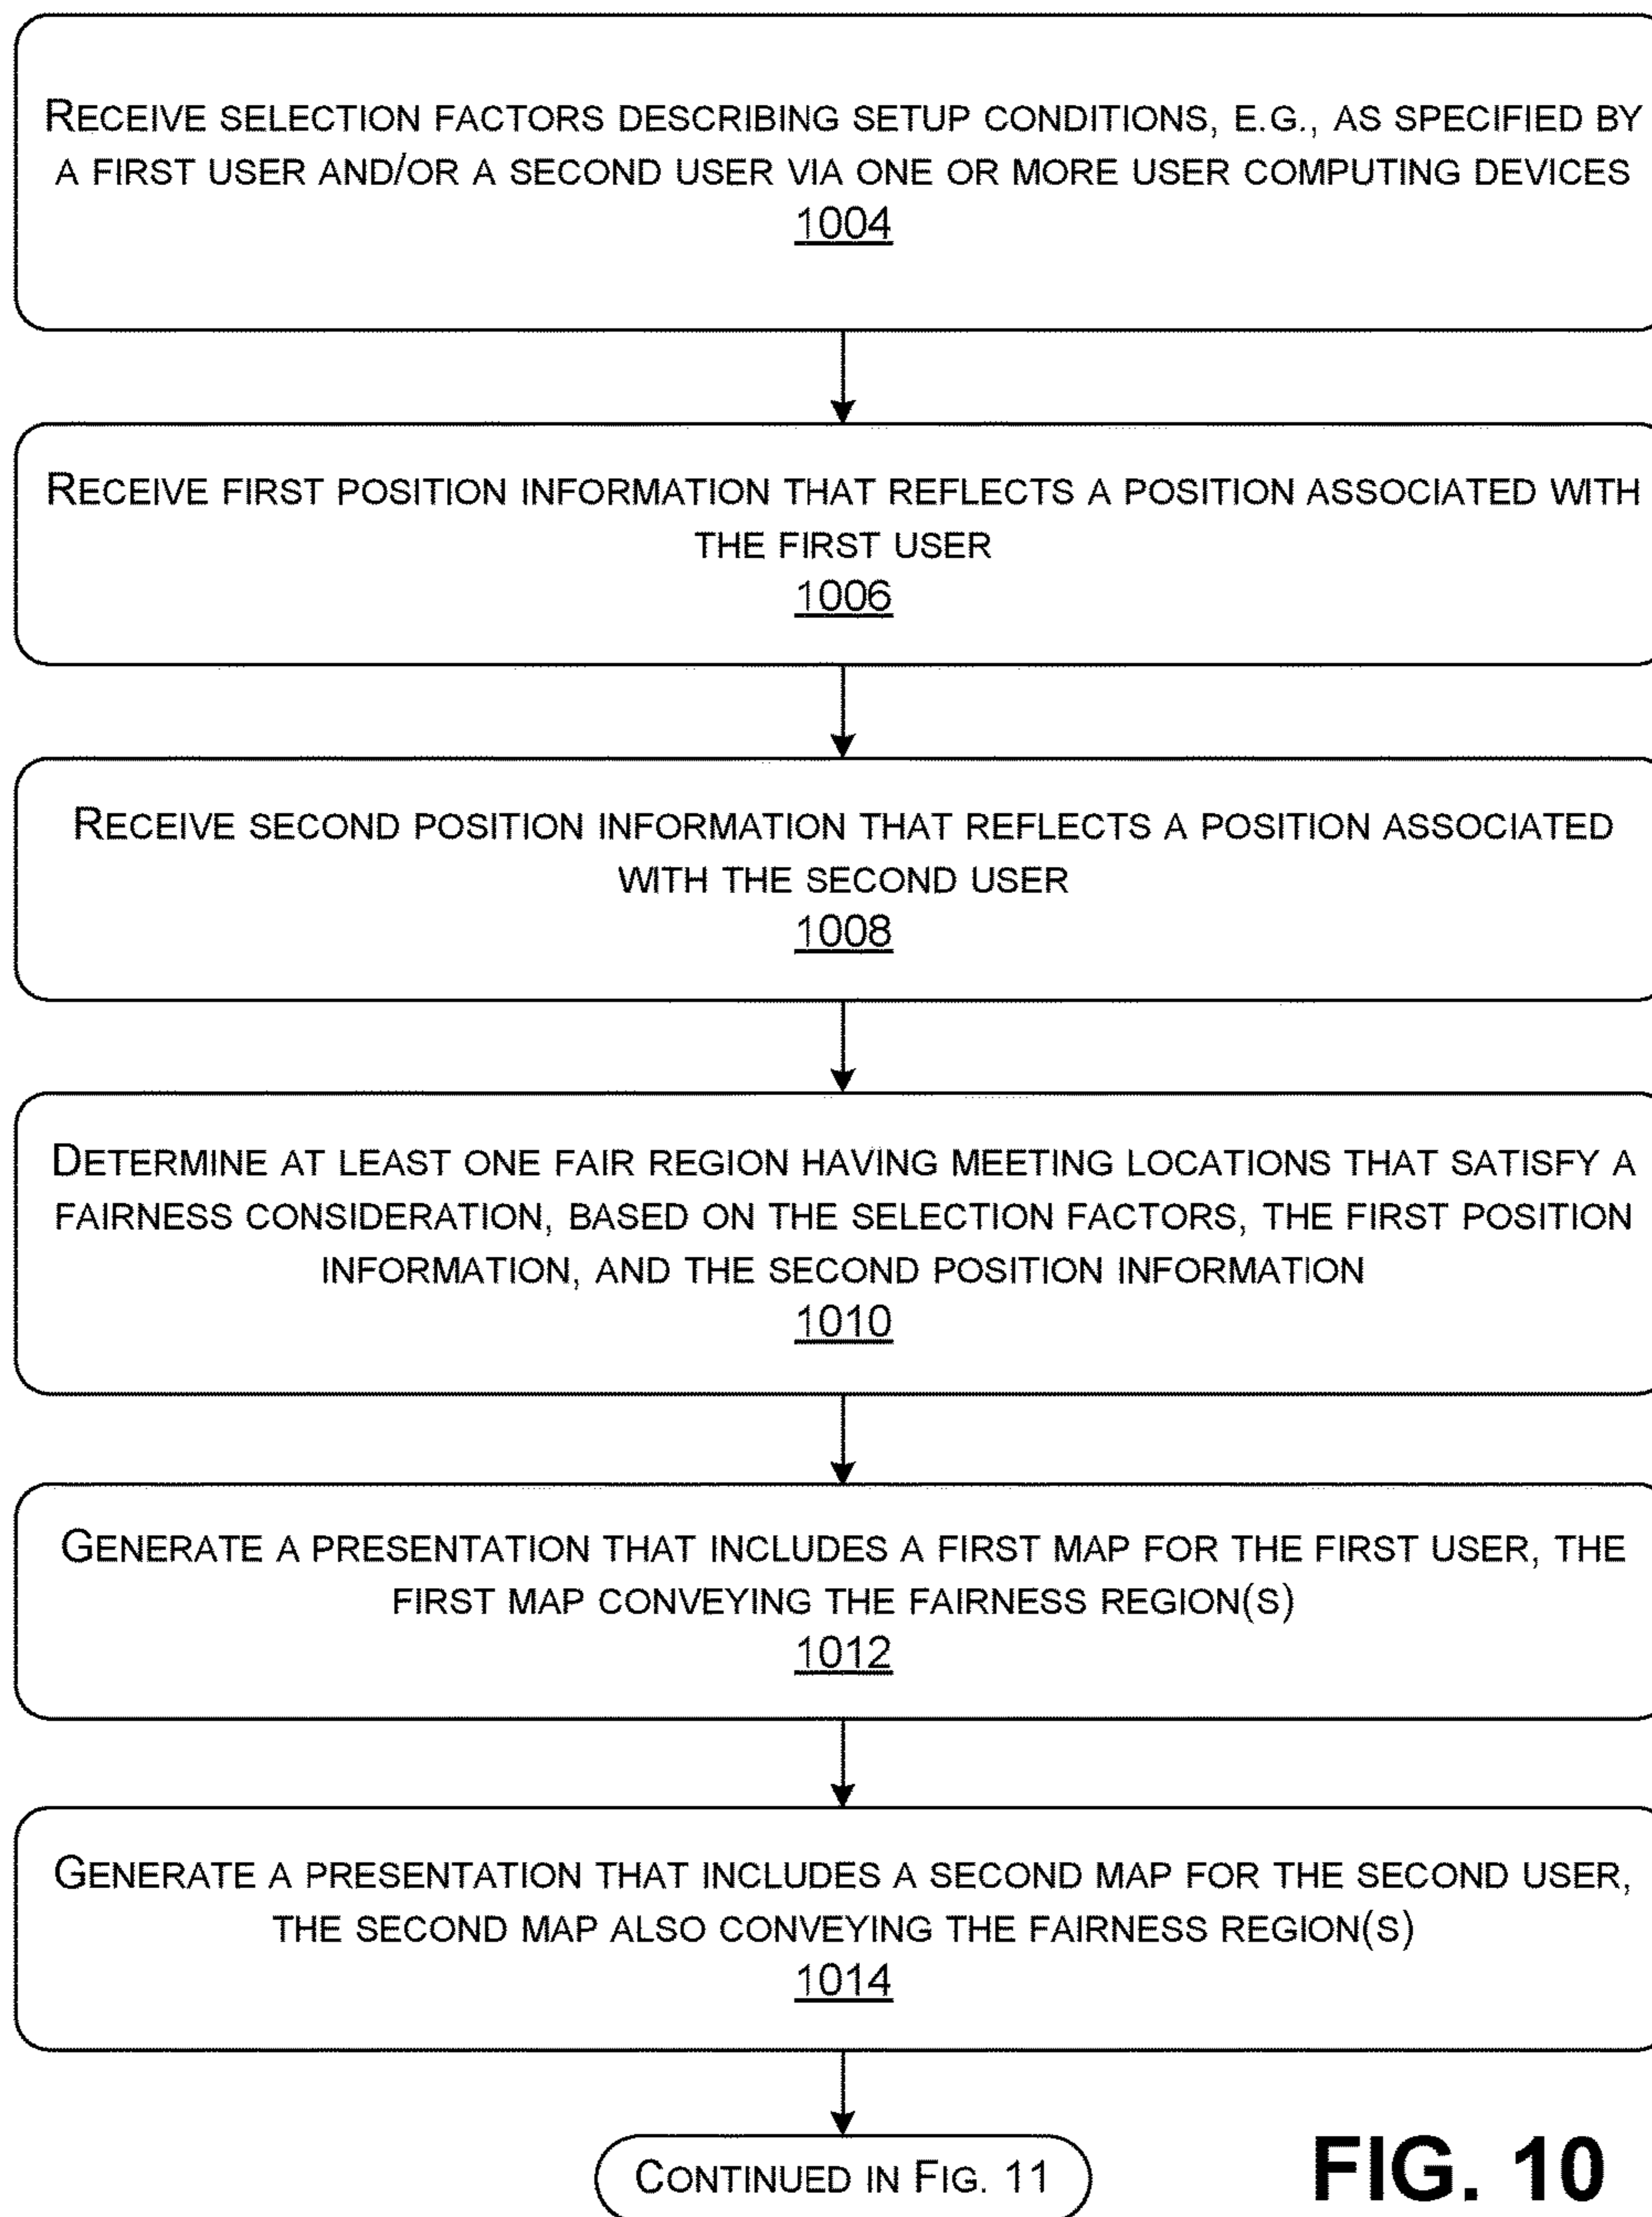 RECEIVE SELECTION FACTORS DESCRIBING SETUP CONDITIONS, E.G., AS SPECIFIED BY
A FIRST USER AND/OR A SECOND USER VIA ONE OR MORE USER COMPUTING DEVICES
1004
RECEIVE FIRST POSITION INFORMATION THAT REFLECTS A POSITION ASSOCIATED WITH
THE FIRST USER
1006
RECEIVE SECOND POSITION INFORMATION THAT REFLECTS A POSITION ASSOCIATED
WITH THE SECOND USER
1008
DETERMINE AT LEAST ONE FAIR REGION HAVING MEETING LOCATIONS THAT SATISFY A
FAIRNESS CONSIDERATION, BASED ON THE SELECTION FACTORS, THE FIRST POSITION
INFORMATION, AND THE SECOND POSITION INFORMATION
1010
GENERATE A PRESENTATION THAT INCLUDES A FIRST MAP FOR THE FIRST USER, THE
FIRST MAP CONVEYING THE FAIRNESS REGION(S)
1012
GENERATE A PRESENTATION THAT INCLUDES A SECOND MAP FOR THE SECOND USER,
THE SECOND MAP ALSO CONVEYING THE FAIRNESS REGION(S)
1014
CONTINUED IN FIG. 11
FIG. 10